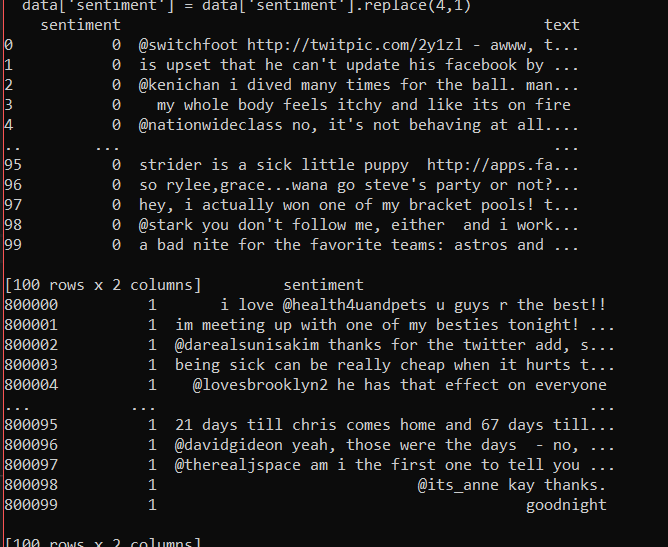 data['sentiment'] = data['sentiment'].replace(4,1)
sentiment text
0 0 @switchfoot http://twitpic.com/2y1zl - awww, t...
1 0 is upset that he can't update his facebook by ...
2 0 @kenichan i dived many times for the ball. man...
3 0 my whole body feels itchy and like its on fire
4 0 @nationwideclass no, it's not behaving at all....
.. ... ...
95 0 strider is a sick little puppy http://apps.fa...
96 0 so rylee,grace...wana go steve's party or not?...
97 0 hey, i actually won one of my bracket pools! t...
98 0 @stark you don't follow me, either and i work...
99 0 a bad nite for the favorite teams: astros and ...
[100 rows x 2 columns] sentiment
800000 1 i love @health4uandpets u guys r the best!!
800001 1 im meeting up with one of my besties tonight! ...
800002 1 @darealsunisakim thanks for the twitter add, s...
800003 1 being sick can be really cheap when it hurts t...
800004 1 @lovesbrooklyn2 he has that effect on everyone
... ... ...
800095 1 21 days till chris comes home and 67 days till...
800096 1 @davidgideon yeah, those were the days - no, ...
800097 1 @therealjspace am i the first one to tell you ...
800098 1 @its_anne kay thanks.
800099 1 goodnight
[100 rows x 2 columns]